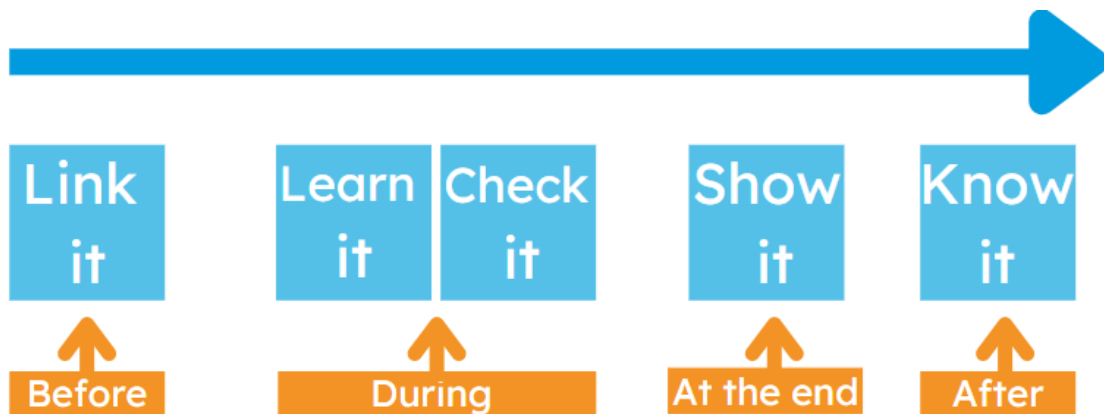 Link
it
Learn
it
Check
it
Show
it
Know
it
Before
During
At the end
After